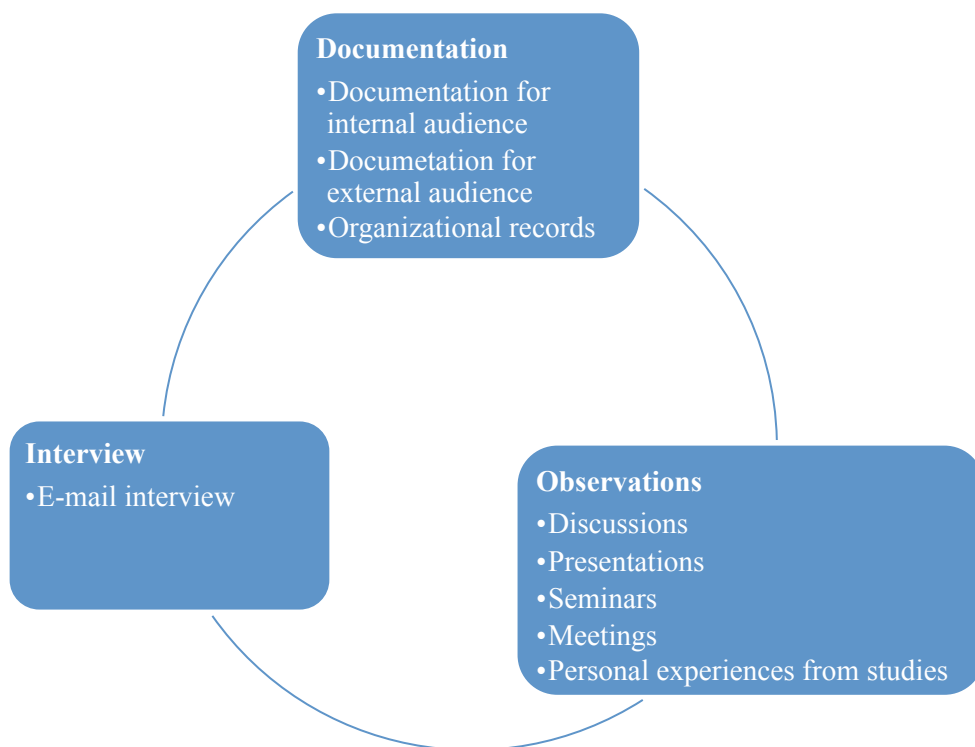 Documentation
•Documentation for
internal audience
•Documetation for
external audience
•Organizational records
Interview
•E-mail interview
Observations
•Discussions
•Presentations
•Seminars
•Meetings
•Personal experiences from studies